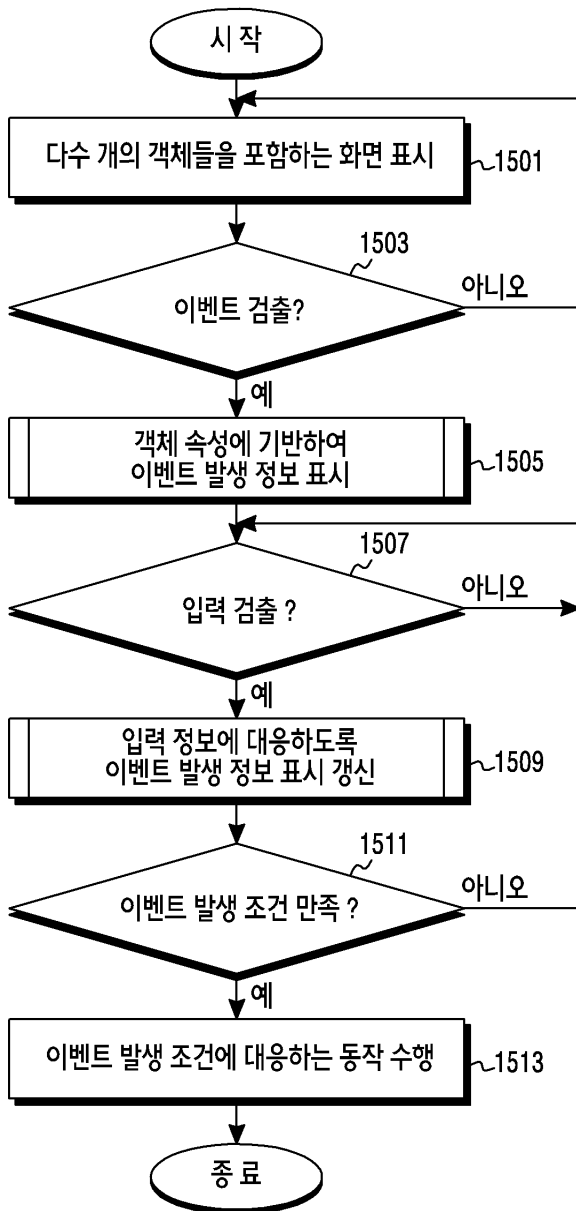 시 작
다수 개의 객체들을 포함하는 화면 표시
1501
1503
이벤트 검출?
아니오
예
객체 속성에 기반하여
이벤트 발생 정보 표시
1505
1507
입력 검출 ?
아니오
예
입력 정보에 대응하도록
이벤트 발생 정보 표시 갱신
1509
1511
이벤트 발생 조건 만족 ?
아니오
예
이벤트 발생 조건에 대응하는 동작 수행
1513
종 료